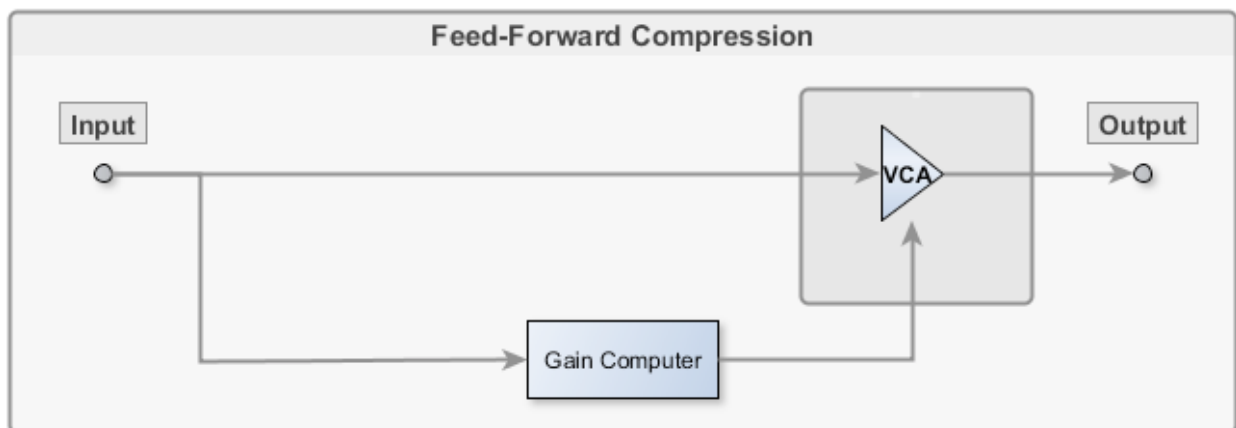 Feed-Forward Compression
Input
Output
VCA
Gain Computer